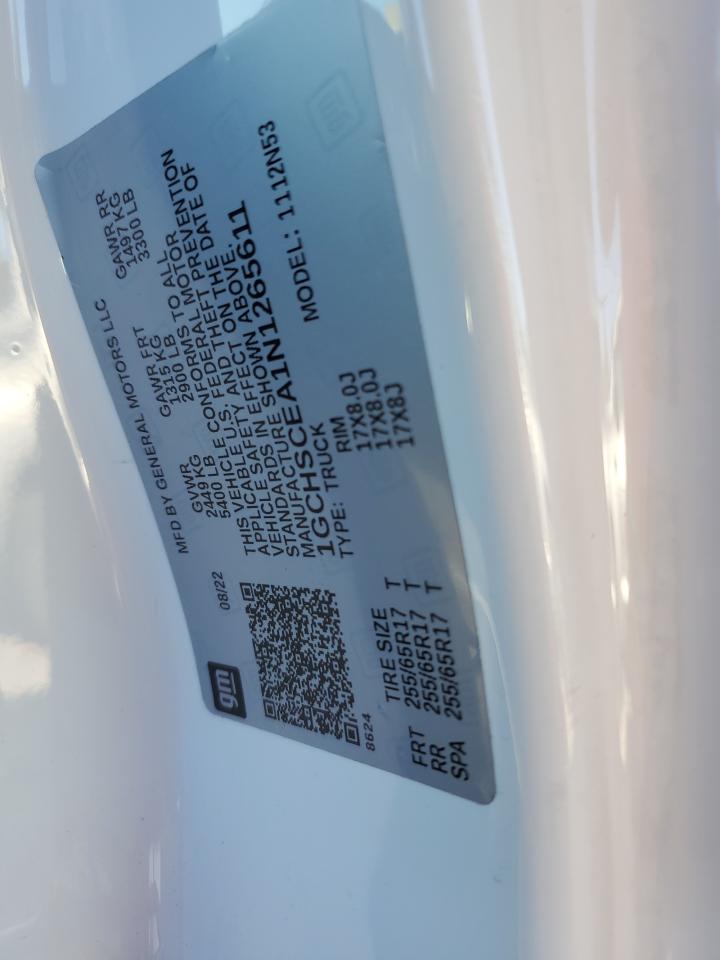 gm
08/22
MFD BY GENERAL MOTORS LLC
GVWR GAWR FRT GAWR RR
2449 KG 1315 KG 1497 KG
5400 LB 2900 LB 3300 LB
THIS VEHICLE CONFORMS TO ALL
APPLICABLE U.S. FEDERAL MOTOR
VEHICLE SAFETY AND THEFT PREVENTION
STANDARDS IN EFFECT ON THE DATE OF
MANUFACTURE SHOWN ABOVE.
1GCHSCEA1N1265611
TYPE: TRUCK MODEL: 1112N53
8624
TIRE SIZE RIM
FRT 255/65R17 T 17X8.0J
RR 255/65R17 T 17X8.0J
SPA 255/65R17 T 17X8J